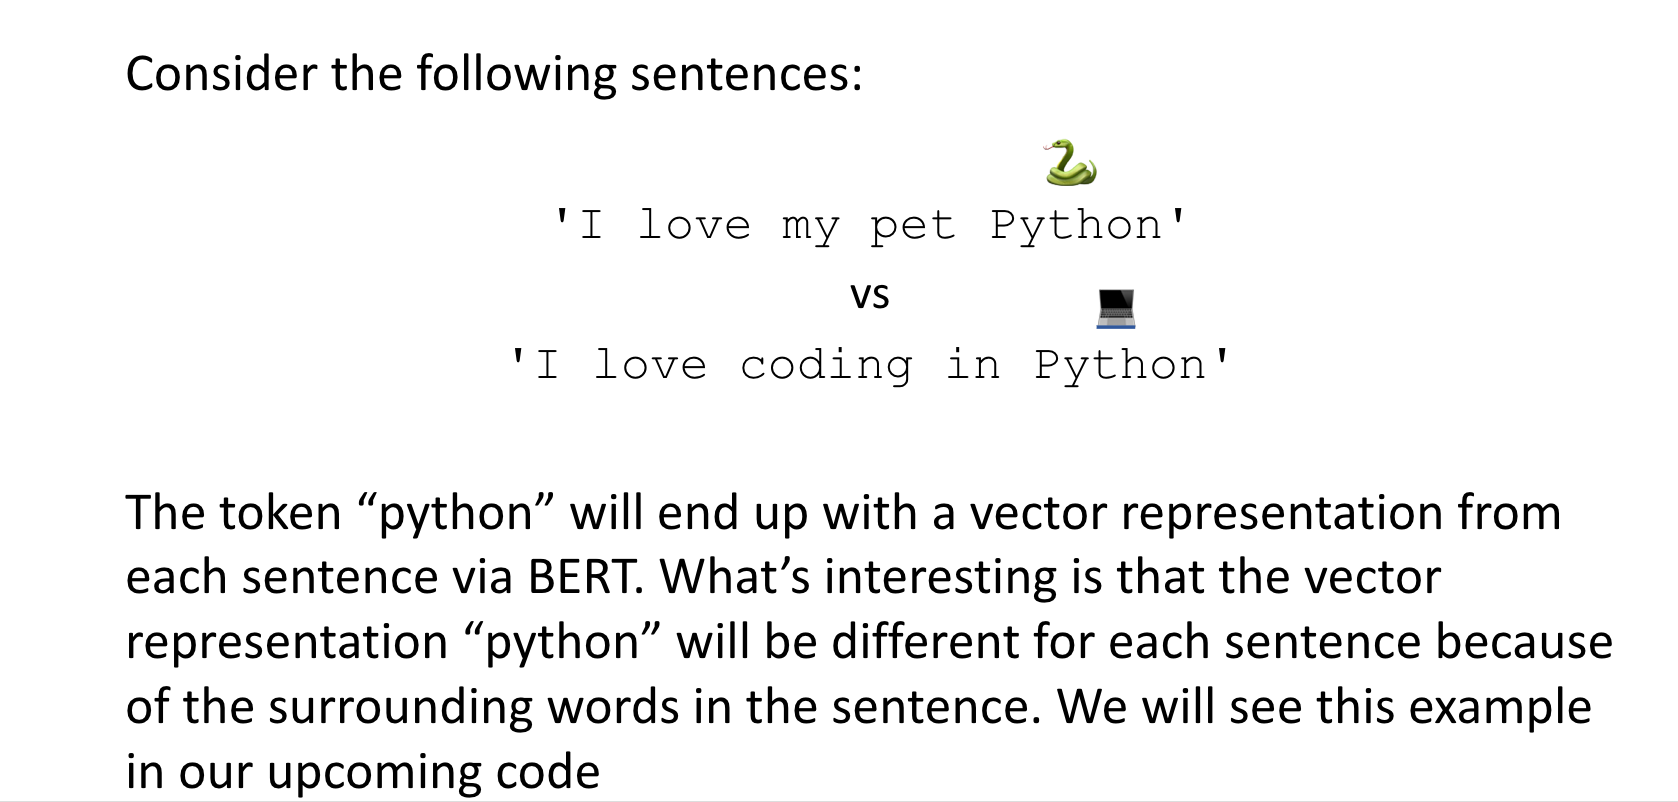 Consider the following sentences:
'I love my pet Python'
vs
'I love coding in Python'
The token “python” will end up with a vector representation from
each sentence via BERT. What’s interesting is that the vector
representation “python” will be different for each sentence because
of the surrounding words in the sentence. We will see this example
in our upcoming code